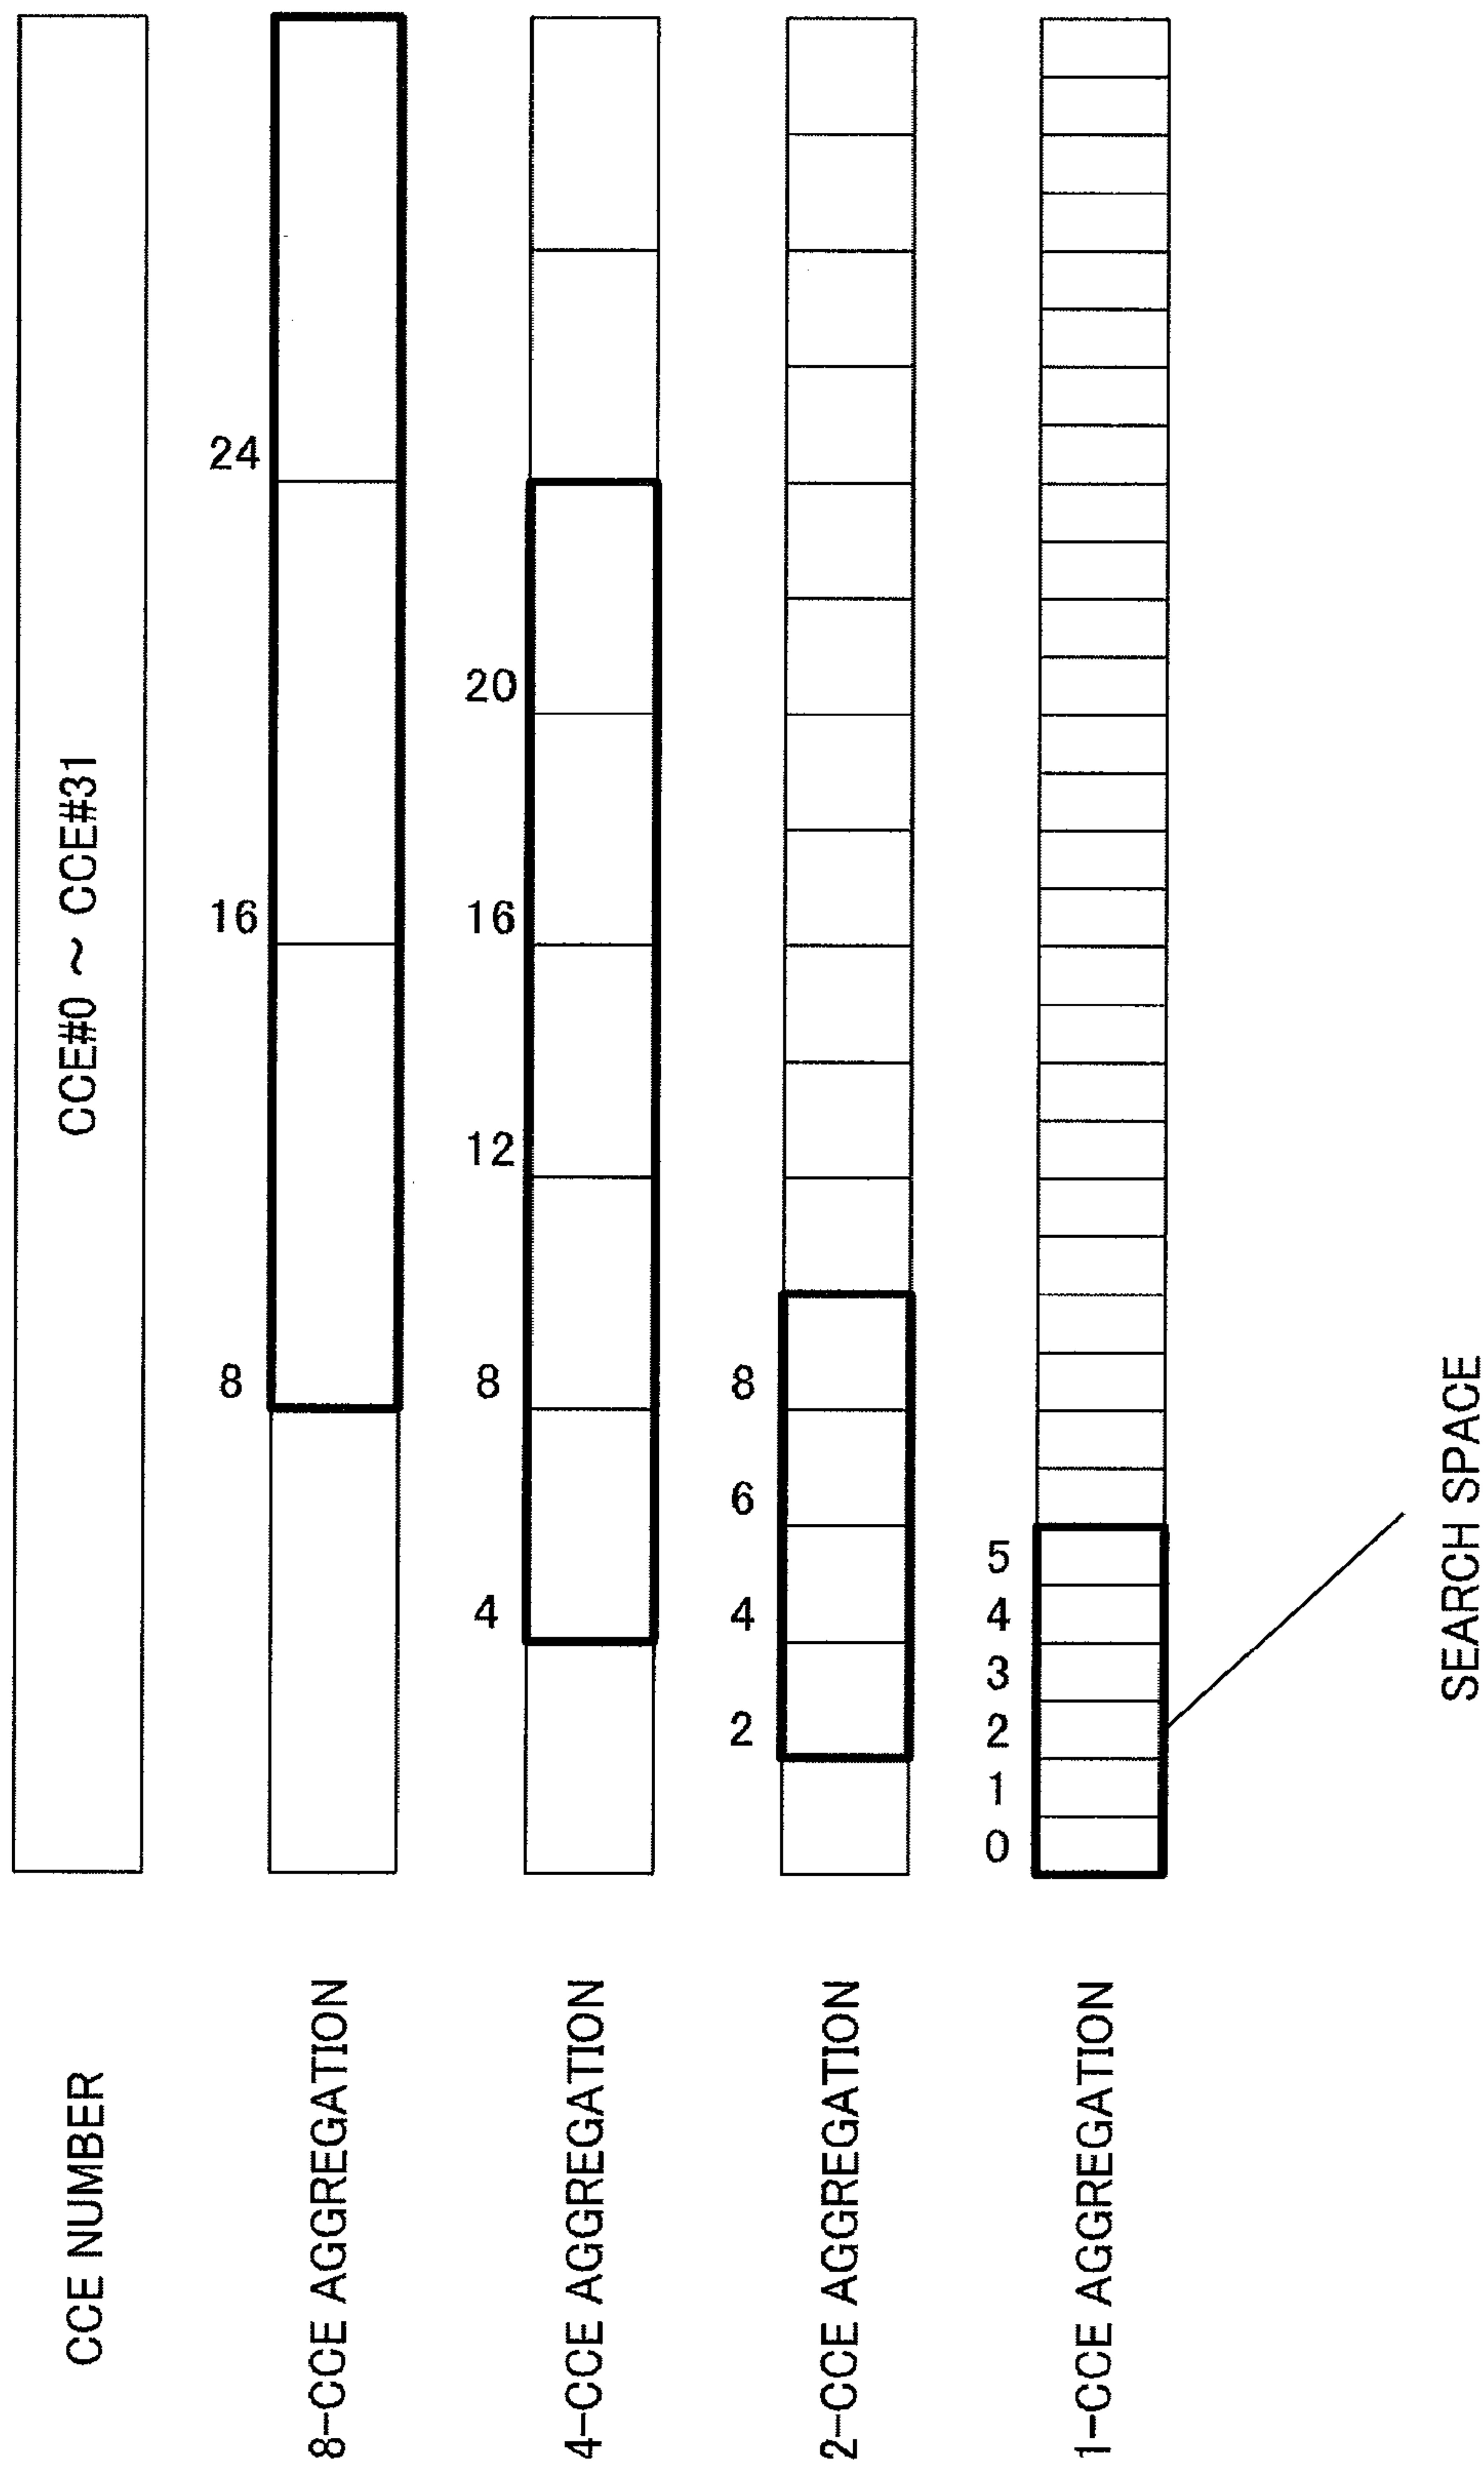 CCE NUMBER
CCE#0 ~ CCE#31
8-CCE AGGREGATION
8 16 24
4-CCE AGGREGATION
4 8 12 16 20
2-CCE AGGREGATION
2 4 6 8
1-CCE AGGREGATION
0 1 2 3 4 5
SEARCH SPACE